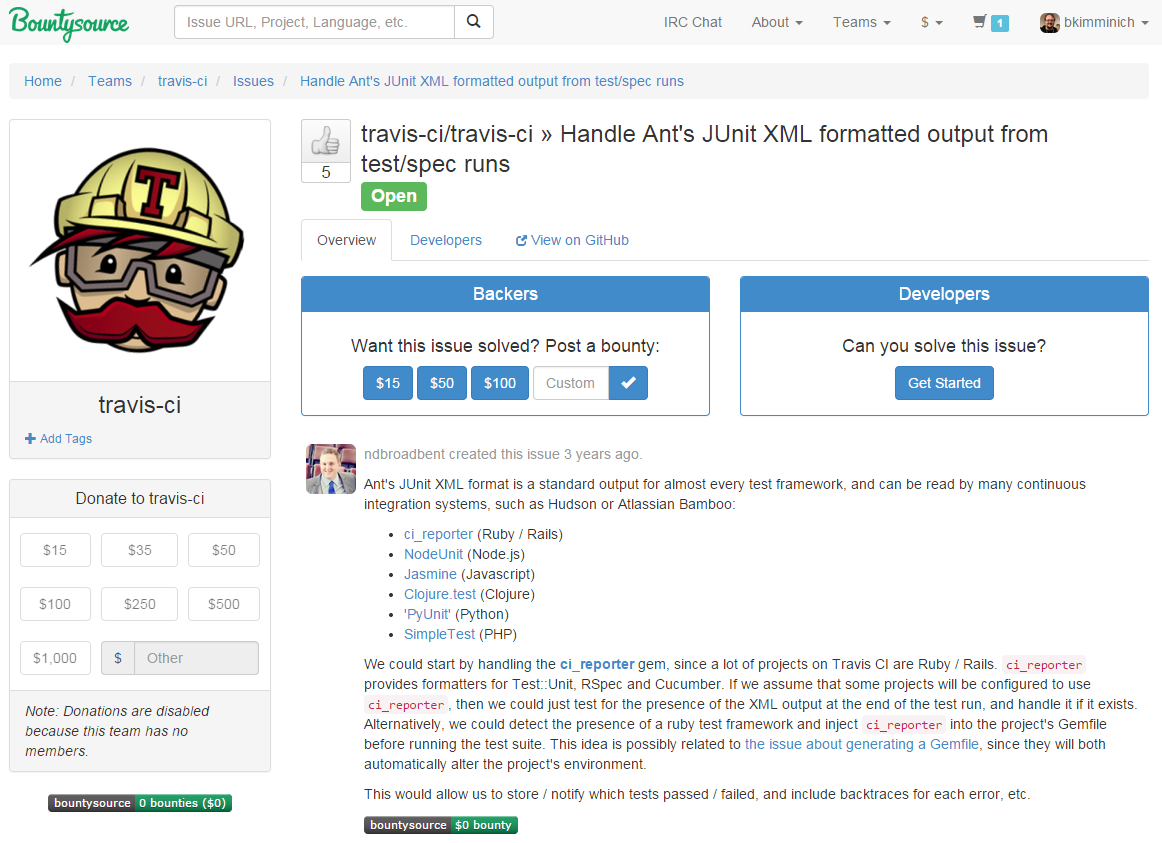 Bountysource
Issue URL, Project, Language, etc.
IRC Chat
About
Teams
$
1
bkimminich
Home / Teams / travis-ci / Issues / Handle Ant's JUnit XML formatted output from test/spec runs
T
travis-ci
Add Tags
Donate to travis-ci
$15 $35 $50
$100 $250 $500
$1,000 $ Other
Note: Donations are disabled
because this team has no
members.
bountysource 0 bounties ($0)
5
travis-ci/travis-ci » Handle Ant's JUnit XML formatted output from
test/spec runs
Open
Overview Developers View on GitHub
Backers
Want this issue solved? Post a bounty:
$15 $50 $100 Custom
Developers
Can you solve this issue?
Get Started
ndbroadbent created this issue 3 years ago.
Ant's JUnit XML format is a standard output for almost every test framework, and can be read by many continuous
integration systems, such as Hudson or Atlassian Bamboo:
• ci_reporter (Ruby / Rails)
• NodeUnit (Node.js)
• Jasmine (Javascript)
• Clojure.test (Clojure)
• 'PyUnit' (Python)
• SimpleTest (PHP)
We could start by handling the ci_reporter gem, since a lot of projects on Travis CI are Ruby / Rails. ci_reporter
provides formatters for Test::Unit, RSpec and Cucumber. If we assume that some projects will be configured to use
ci_reporter, then we could just test for the presence of the XML output at the end of the test run, and handle it if it exists.
Alternatively, we could detect the presence of a ruby test framework and inject ci_reporter into the project's Gemfile
before running the test suite. This idea is possibly related to the issue about generating a Gemfile, since they will both
automatically alter the project's environment.
This would allow us to store / notify which tests passed / failed, and include backtraces for each error, etc.
bountysource $0 bounty